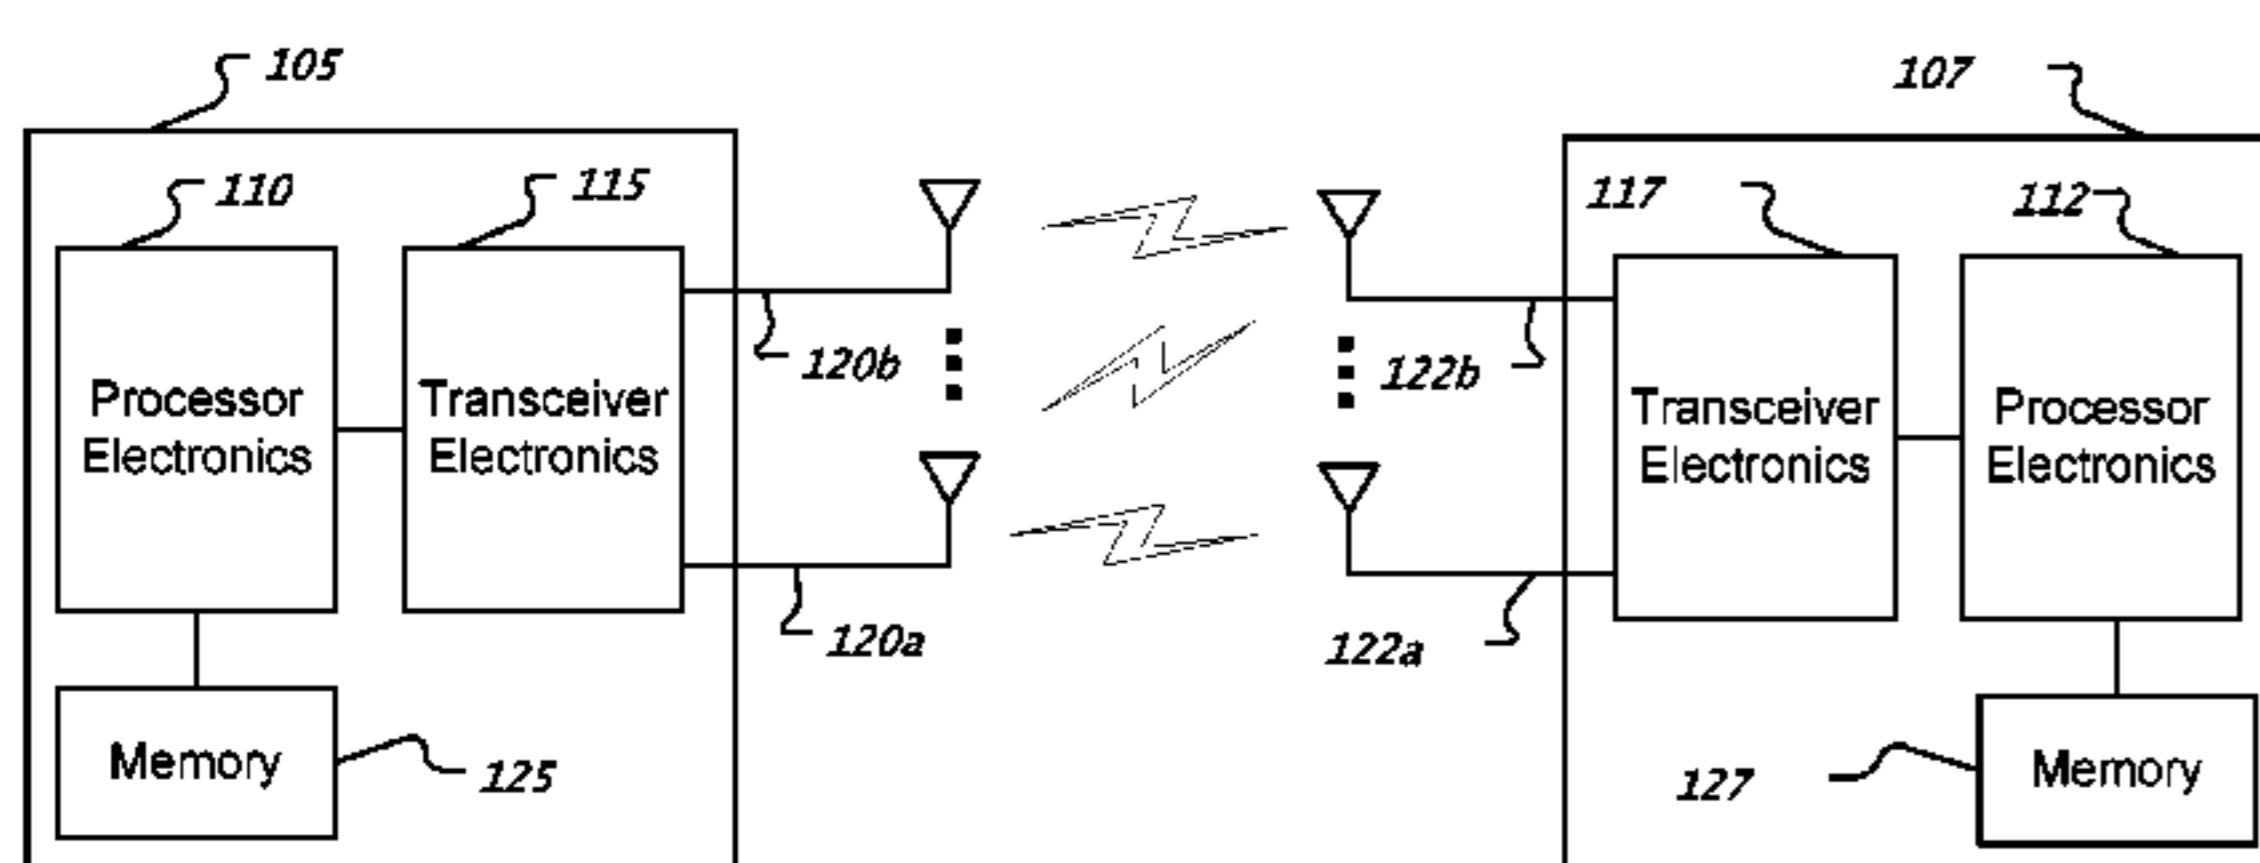 105
107
110
115
117
112
120b
122b
Processor
Electronics
Transceiver
Electronics
Transceiver
Electronics
Processor
Electronics
120a
122a
Memory
125
127
Memory